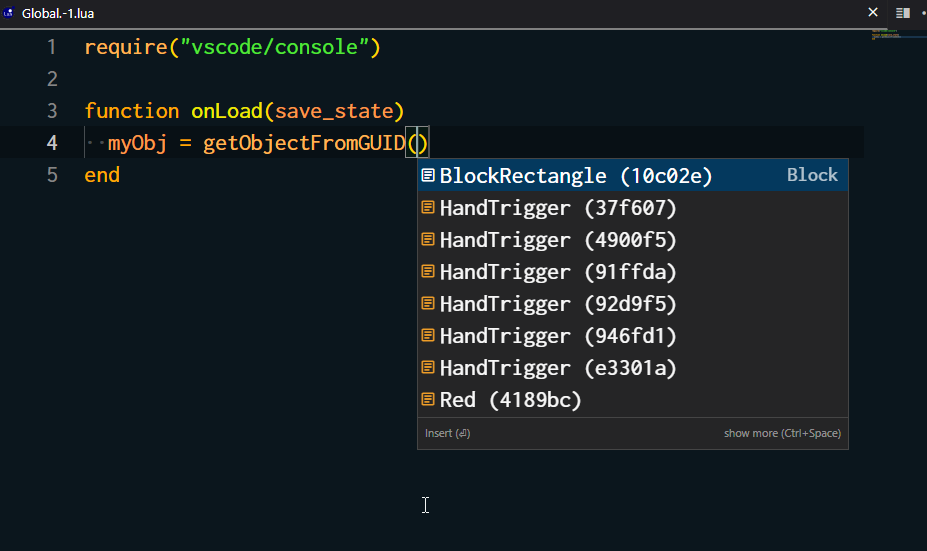 Global.-1.lua
1 require("vscode/console")
2
3 function onLoad(save_state)
4 myObj = getObjectFromGUID()
5 end
BlockRectangle (10c02e) Block
HandTrigger (37f607)
HandTrigger (4900f5)
HandTrigger (91ffda)
HandTrigger (92d9f5)
HandTrigger (946fd1)
HandTrigger (e3301a)
Red (4189bc)
Insert (⏎) show more (Ctrl+Space)